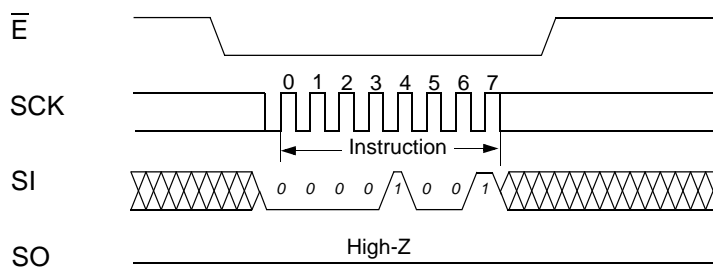 E̅
SCK
0 1 2 3 4 5 6 7
Instruction
SI
0 0 0 0 1 0 0 1
High-Z
SO